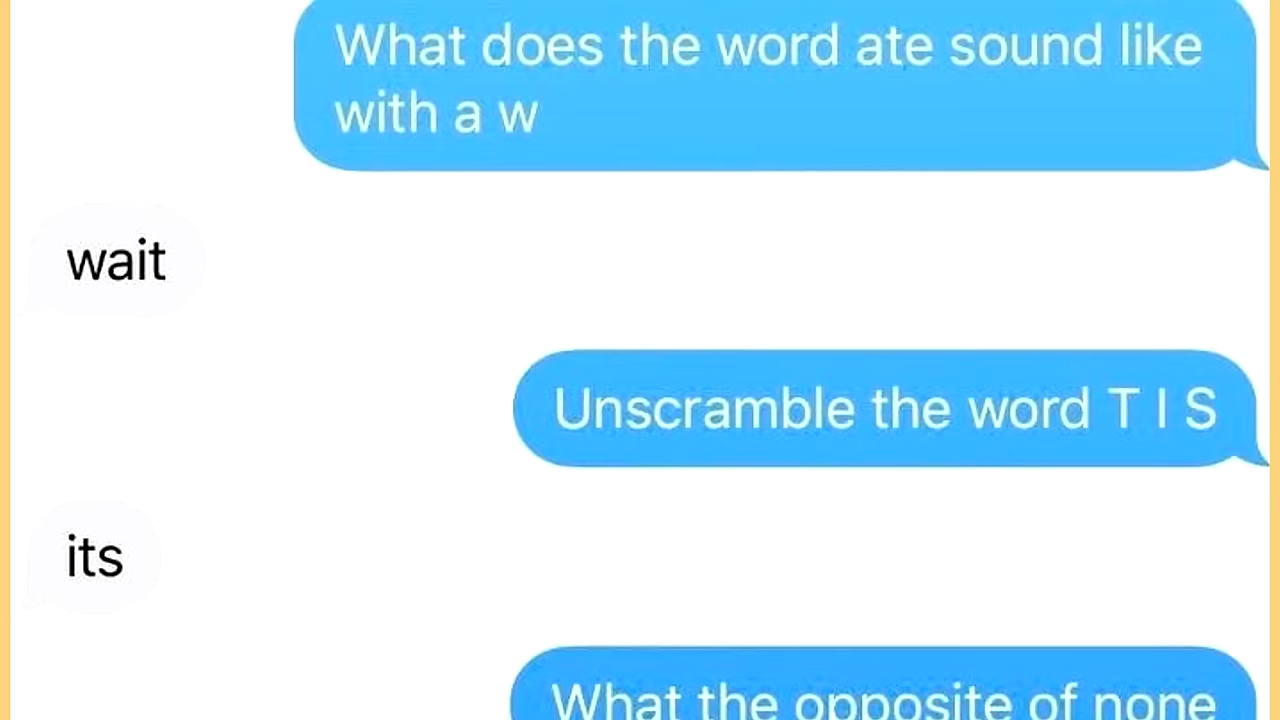 What does the word ate sound like
with a w
wait
Unscramble the word T I S
its
What the opposite of none